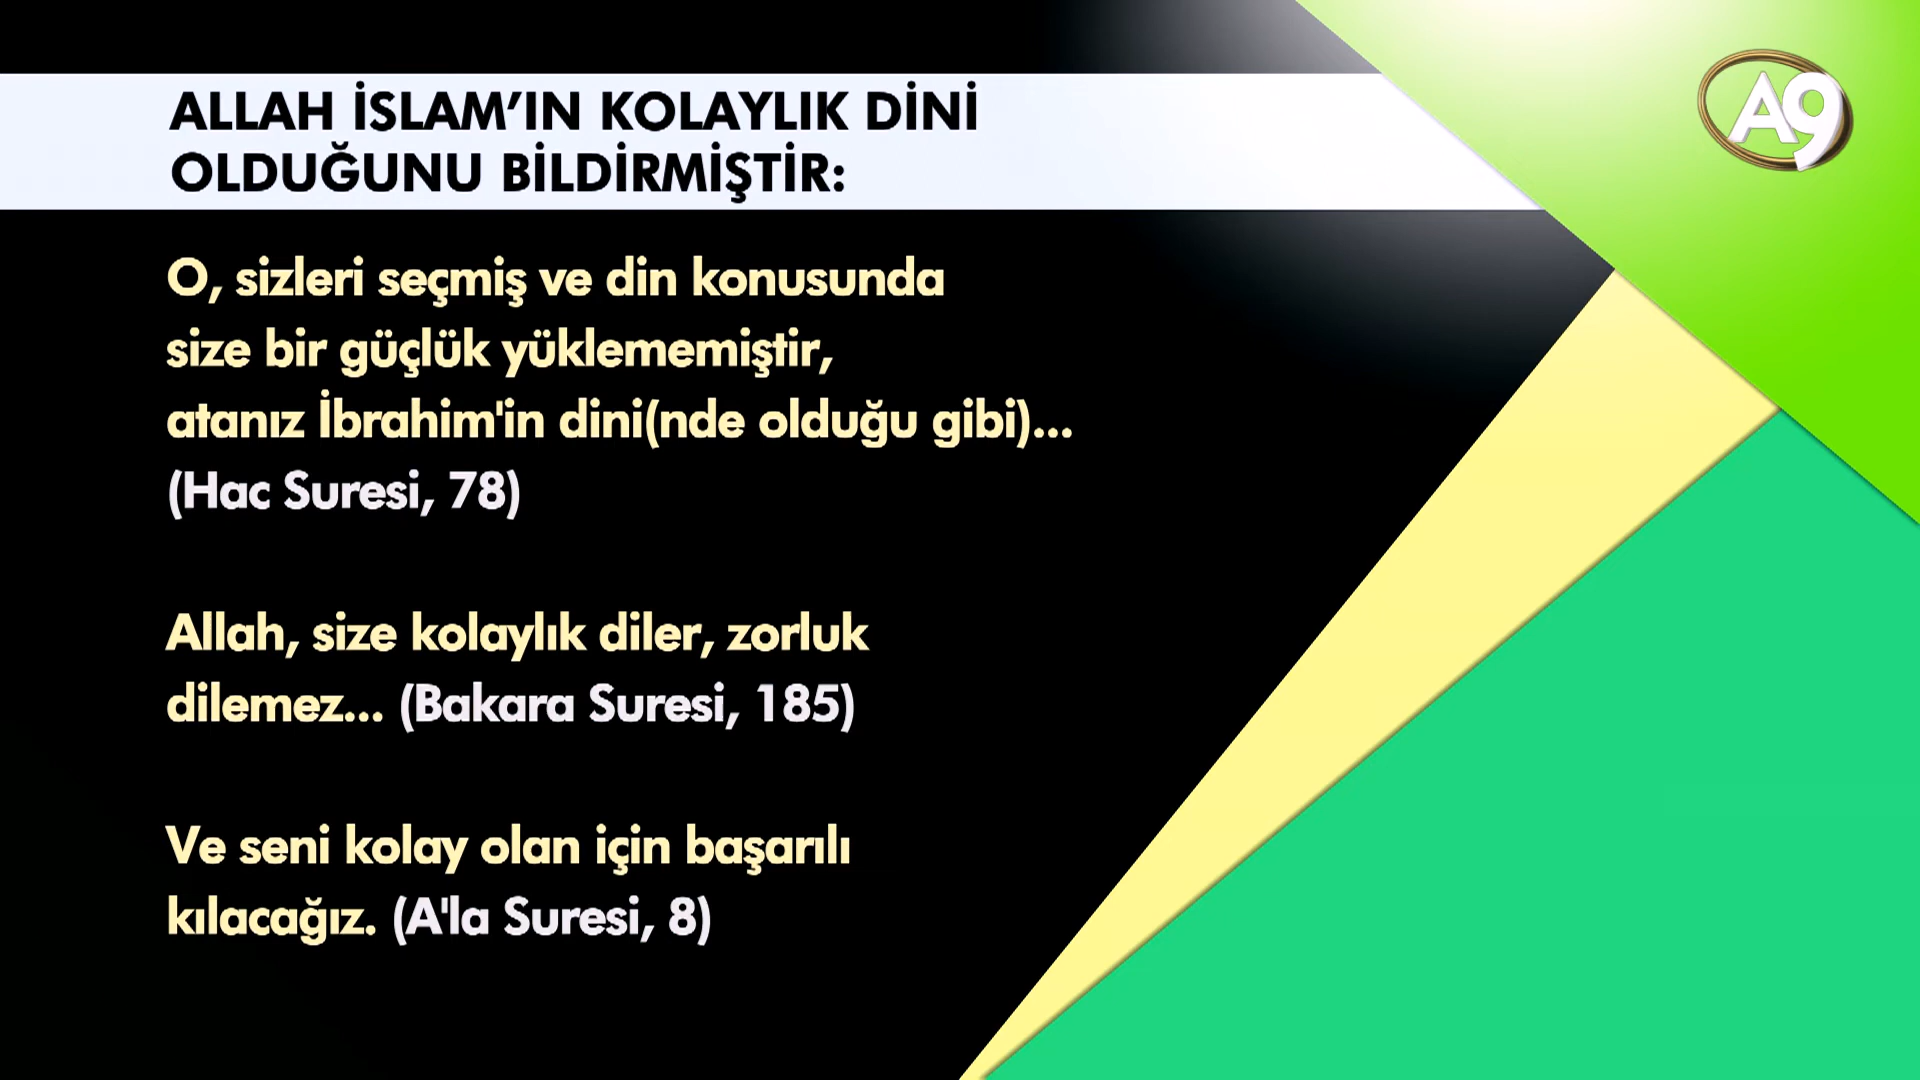 ALLAH İSLAM’IN KOLAYLIK DİNİ
OLDUĞUNU BİLDİRMİŞTİR:
A9
O, sizleri seçmiş ve din konusunda
size bir güçlük yüklememiştir,
atanız İbrahim'in dini(nde olduğu gibi)...
(Hac Suresi, 78)
Allah, size kolaylık diler, zorluk
dilemez... (Bakara Suresi, 185)
Ve seni kolay olan için başarılı
kılacağız. (A'la Suresi, 8)